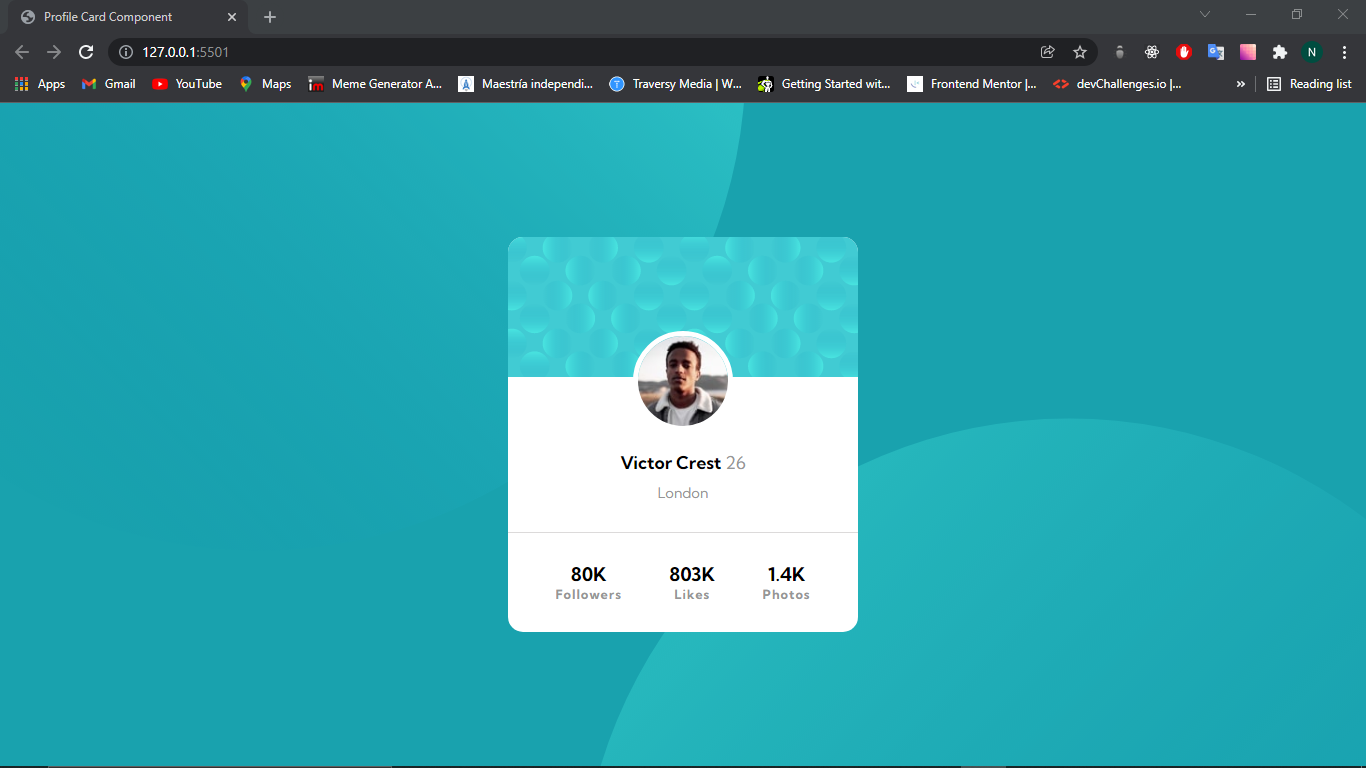 Profile Card Component
127.0.0.1:5501
N
Apps Gmail YouTube Maps Meme Generator A... Maestría independi... Traversy Media | W... Getting Started wit... Frontend Mentor |... devChallenges.io |... » Reading list
Victor Crest 26
London
80K 803K 1.4K
Followers Likes Photos